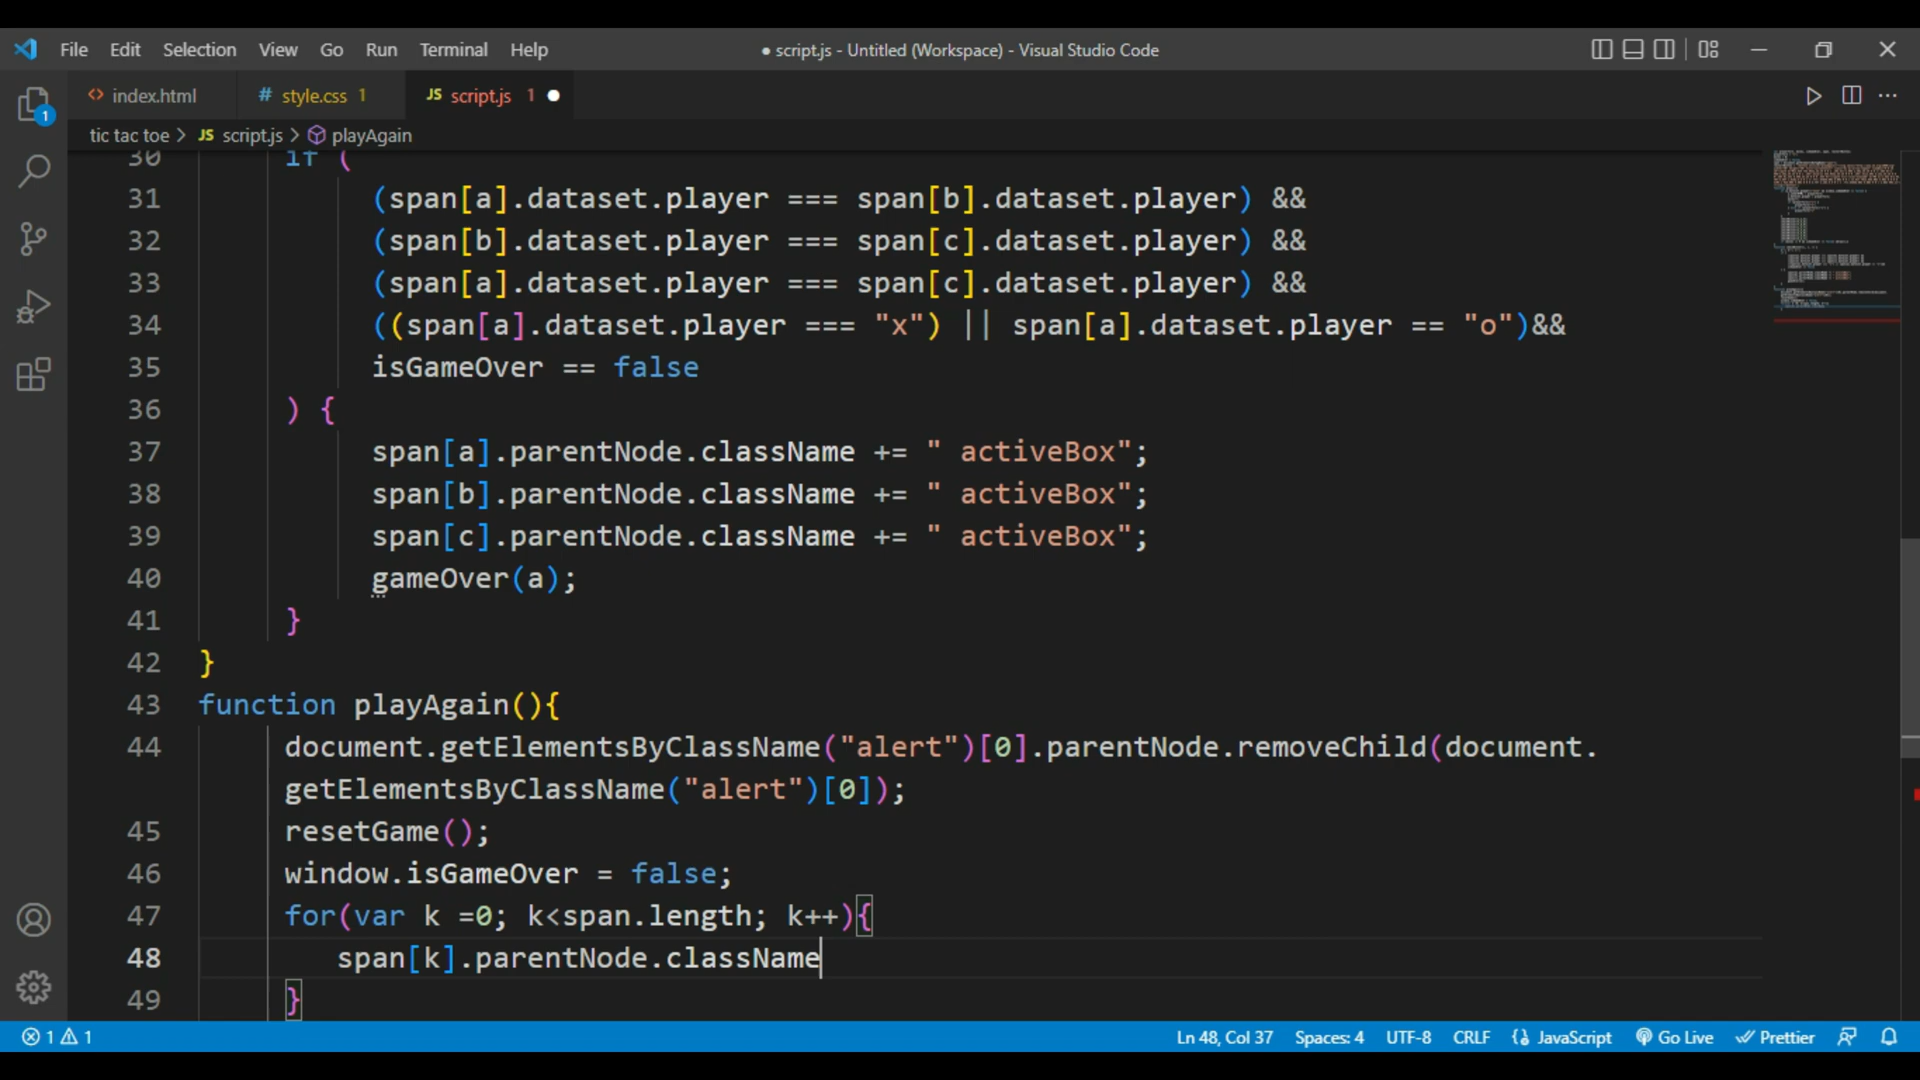 File Edit Selection View Go Run Terminal Help ● script.js - Untitled (Workspace) - Visual Studio Code
<> index.html # style.css 1 JS script.js 1 ●
1
tic tac toe > JS script.js > playAgain
30 if (
31 (span[a].dataset.player === span[b].dataset.player) &&
32 (span[b].dataset.player === span[c].dataset.player) &&
33 (span[a].dataset.player === span[c].dataset.player) &&
34 ((span[a].dataset.player === "x") || span[a].dataset.player == "o")&&
35 isGameOver == false
36 ) {
37 span[a].parentNode.className += " activeBox";
38 span[b].parentNode.className += " activeBox";
39 span[c].parentNode.className += " activeBox";
40 gameOver(a);
41 }
42 }
43 function playAgain(){
44 document.getElementsByClassName("alert")[0].parentNode.removeChild(document.
getElementsByClassName("alert")[0]);
45 resetGame();
46 window.isGameOver = false;
47 for(var k =0; k<span.length; k++){
48 span[k].parentNode.className
49 }
1 1 Ln 48, Col 37 Spaces: 4 UTF-8 CRLF {} JavaScript Go Live Prettier